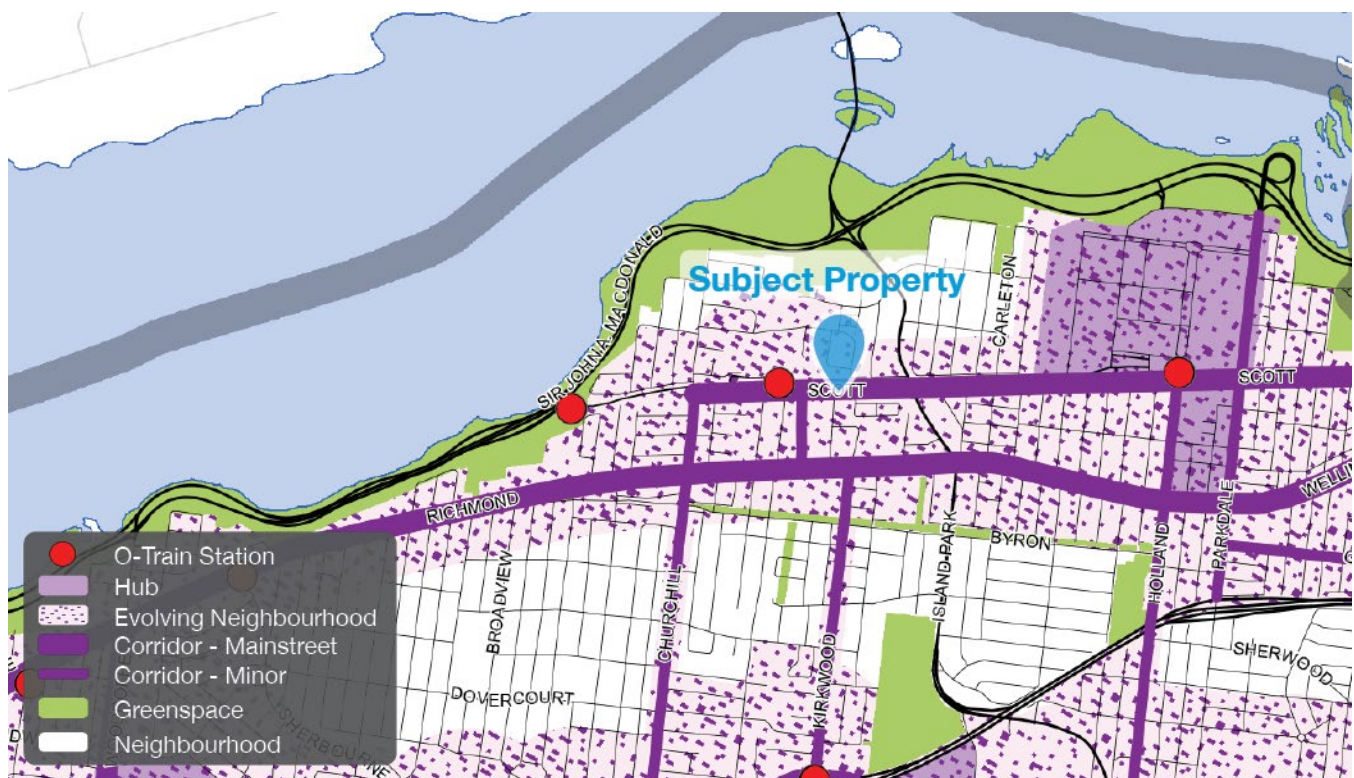 SIR JOHN A. MACDONALD
Subject Property
CARLETON
SCOTT
SCOTT
RICHMOND
BROADVIEW
CHURCHILL
KIRKWOOD
ISLAND PARK
BYRON
HOLLAND
PARKDALE
SHERWOOD
DOVERCOURT
SHERBOURNE
O-Train Station
Hub
Evolving Neighbourhood
Corridor - Mainstreet
Corridor - Minor
Greenspace
Neighbourhood